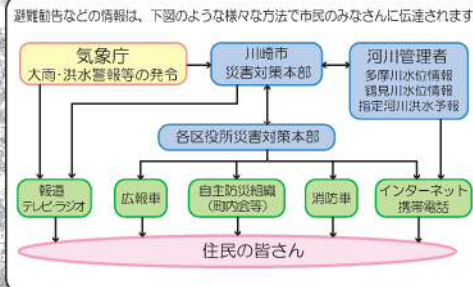 避難勧告などの情報は、下図のような様々な方法で市民のみなさんに伝達されます
気象庁
大雨・洪水警報等の発令
川崎市
災害対策本部
河川管理者
多摩川水位情報
鶴見川水位情報
指定河川洪水予報
各区役所災害対策本部
報道
テレビ・ラジオ
広報車
自主防災組織
(町内会等)
消防車
インターネット
携帯電話
住民の皆さん